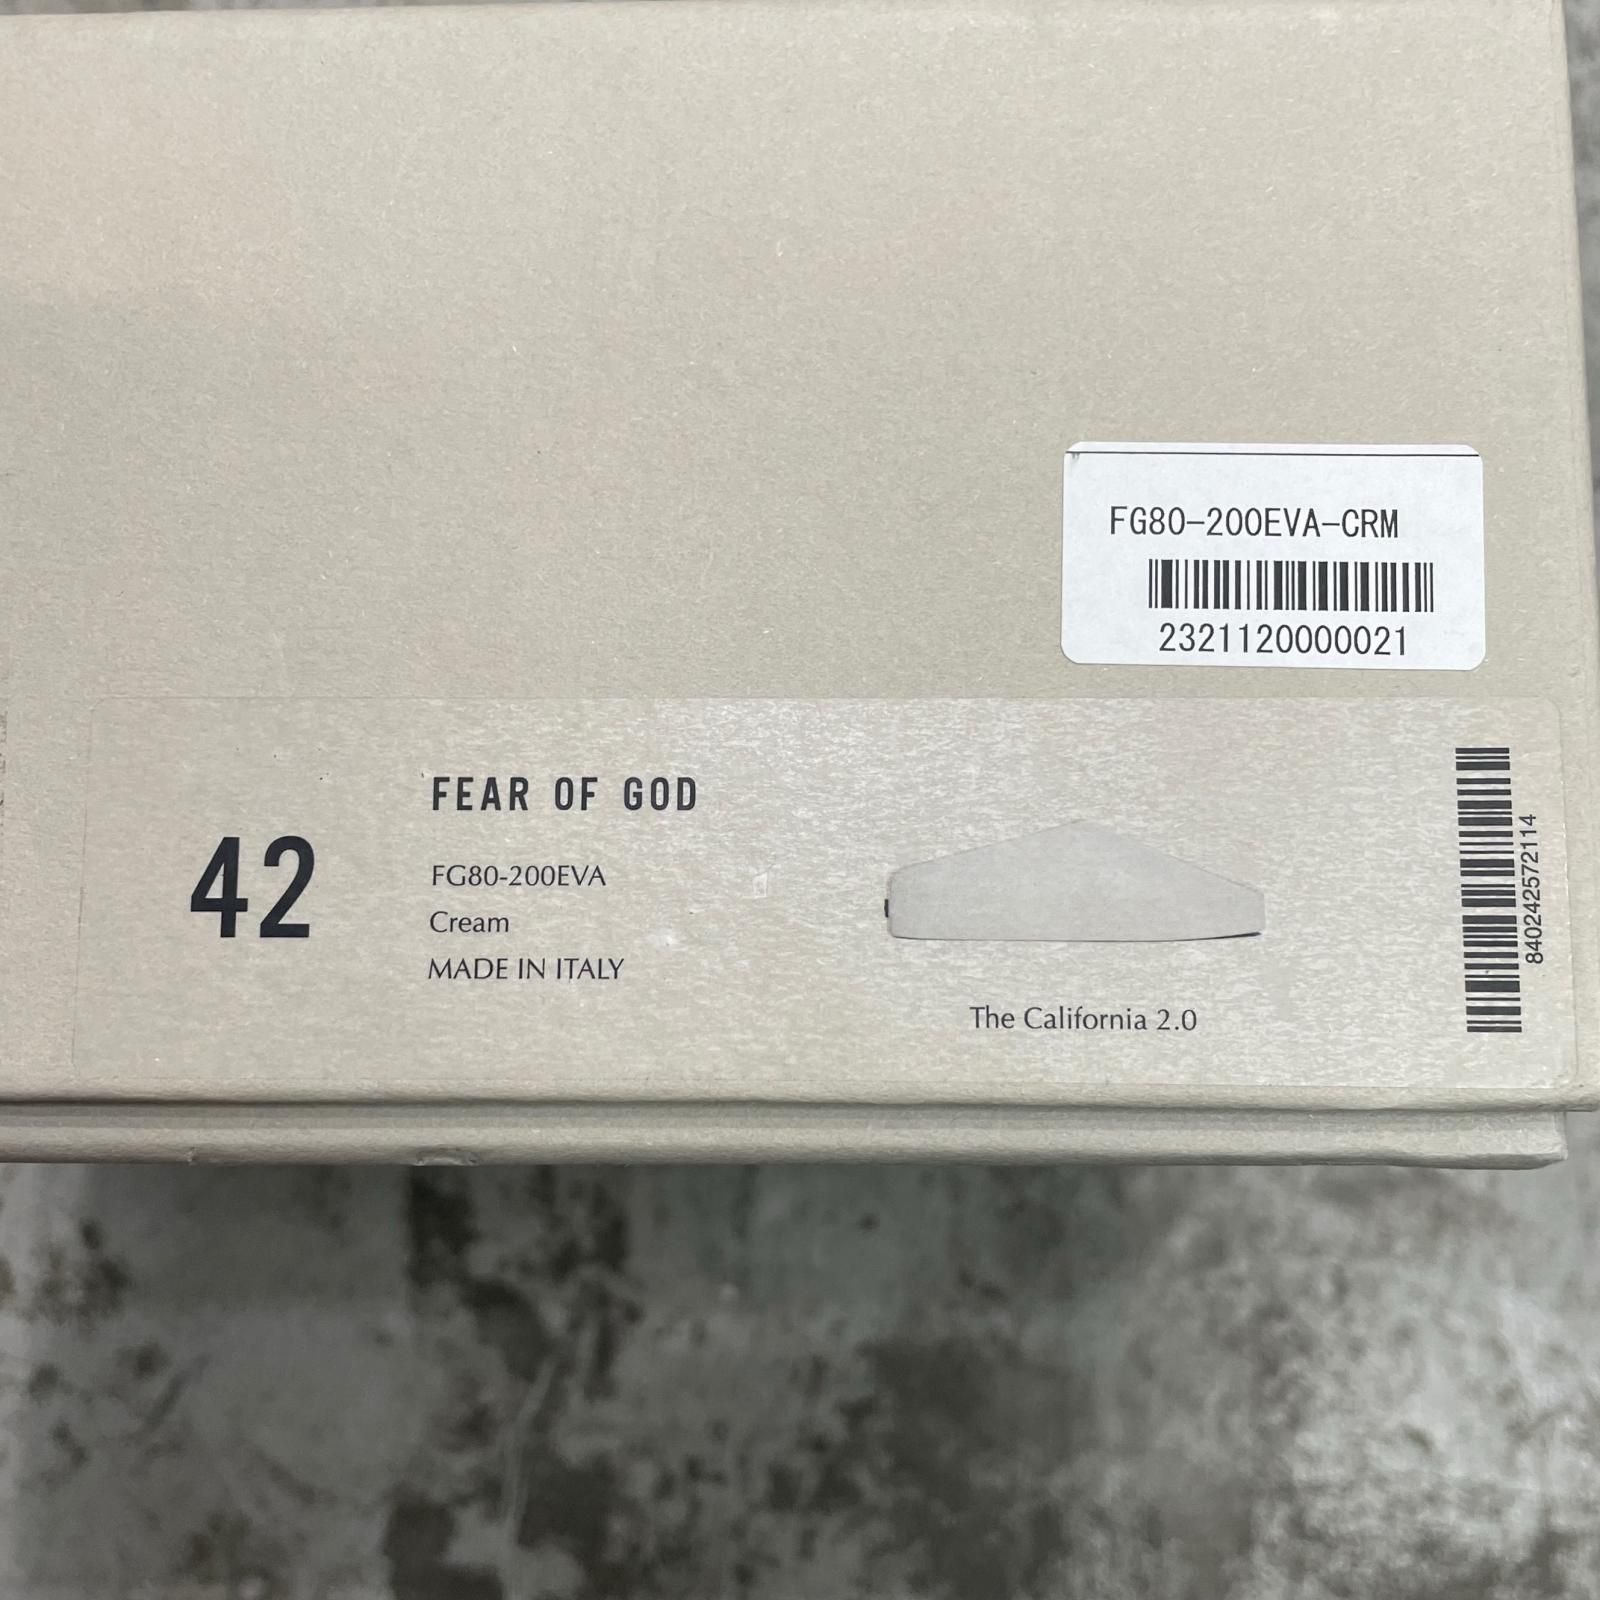 FG80-200EVA-CRM
2321120000021
42
FEAR OF GOD
FG80-200EVA
Cream
MADE IN ITALY
The California 2.0
840242572114